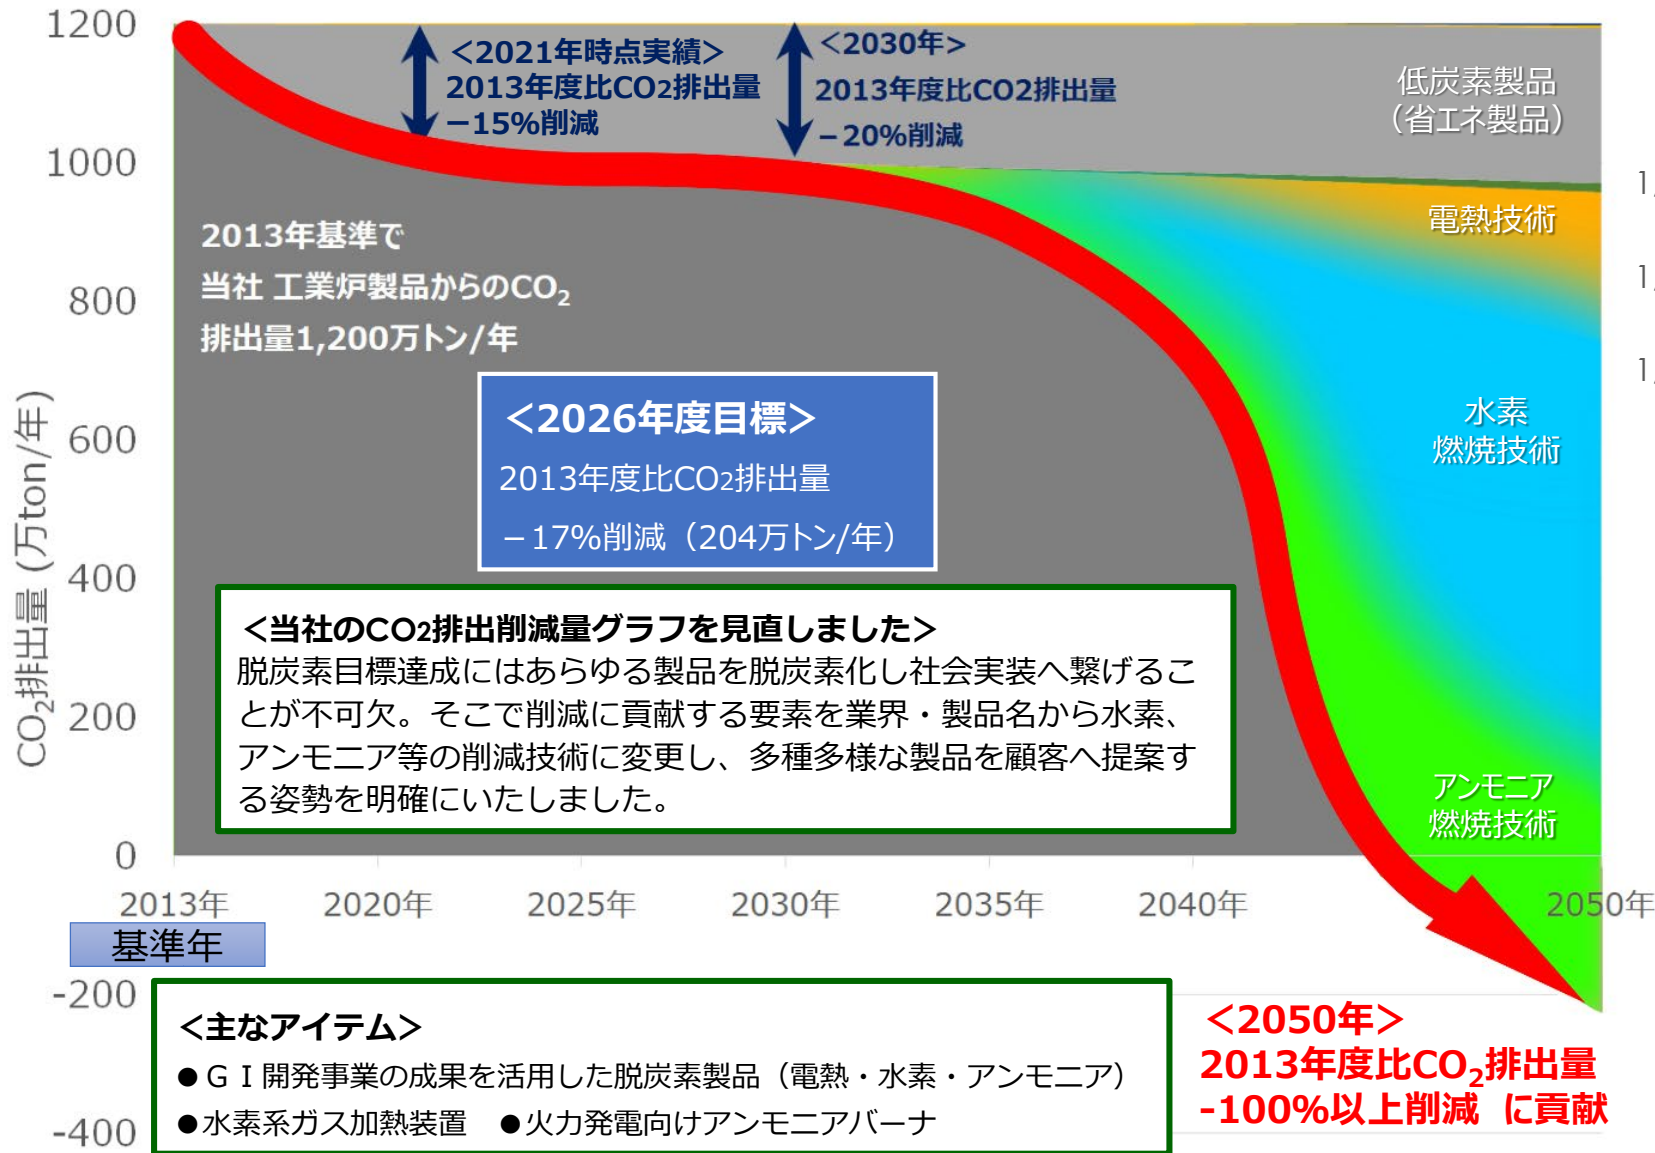 1200
1000
800
600
400
200
0
-200
-400
CO2排出量 (万ton/年)
＜2021年時点実績＞
2013年度比CO2排出量
－15%削減
＜2030年>
2013年度比CO2排出量
－20%削減
低炭素製品
（省エネ製品）
電熱技術
水素
燃焼技術
アンモニア
燃焼技術
1,
1,
1,
2013年基準で
当社 工業炉製品からのCO2
排出量1,200万トン/年
＜2026年度目標＞
2013年度比CO2排出量
－17%削減（204万トン/年）
＜当社のCO2排出削減量グラフを見直しました＞
脱炭素目標達成にはあらゆる製品を脱炭素化し社会実装へ繋げるこ
とが不可欠。そこで削減に貢献する要素を業界・製品名から水素、
アンモニア等の削減技術に変更し、多種多様な製品を顧客へ提案す
る姿勢を明確にいたしました。
2013年 2020年 2025年 2030年 2035年 2040年 2050年
基準年
＜主なアイテム＞
●ＧＩ開発事業の成果を活用した脱炭素製品（電熱・水素・アンモニア）
●水素系ガス加熱装置 ●火力発電向けアンモニアバーナ
＜2050年＞
2013年度比CO2排出量
-100%以上削減 に貢献